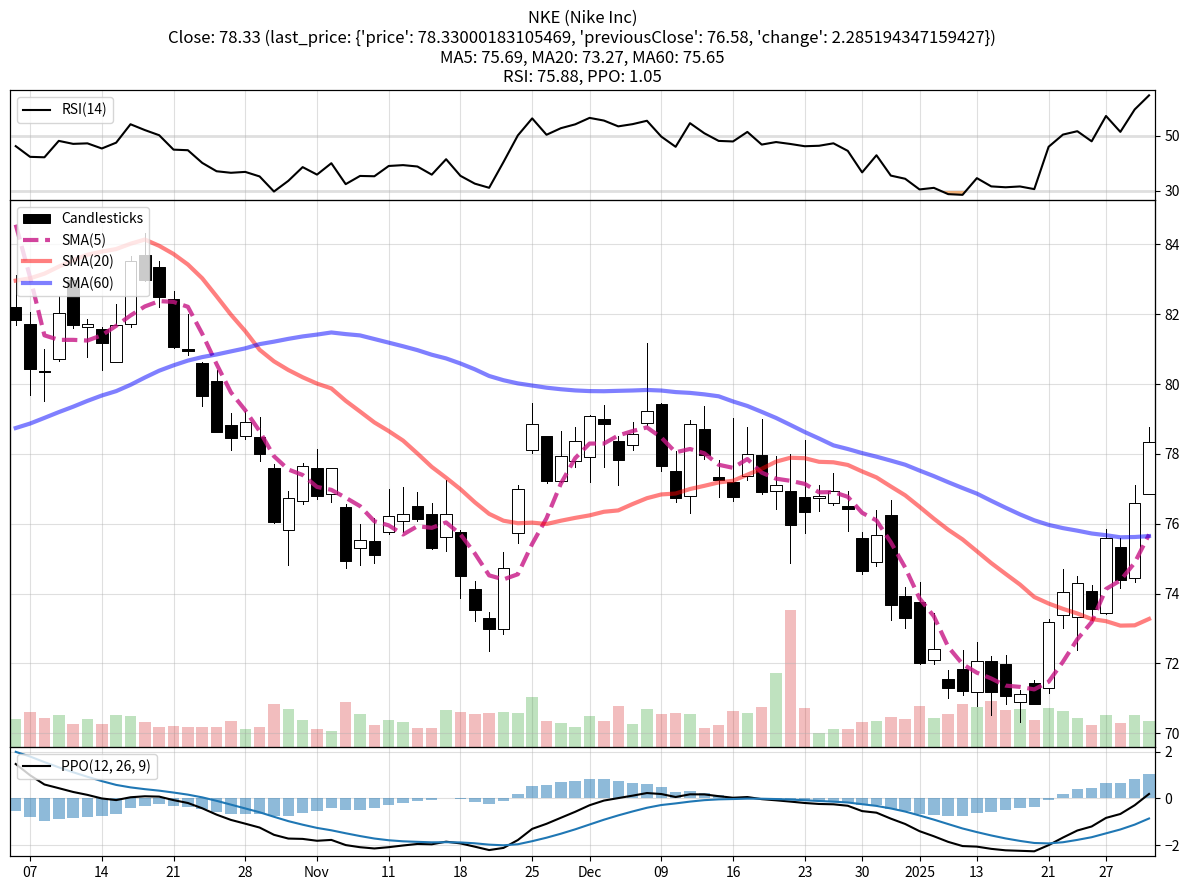 NKE (Nike Inc)
Close: 78.33 (last_price: {'price': 78.33000183105469, 'previousClose': 76.58, 'change': 2.285194347159427})
MA5: 75.69, MA20: 73.27, MA60: 75.65
RSI: 75.88, PPO: 1.05
RSI(14)
50
30
Candlesticks
SMA(5)
SMA(20)
SMA(60)
84
82
80
78
76
74
72
70
PPO(12, 26, 9)
2
0
−2
07 14 21 28 Nov 11 18 25 Dec 09 16 23 30 2025 13 21 27